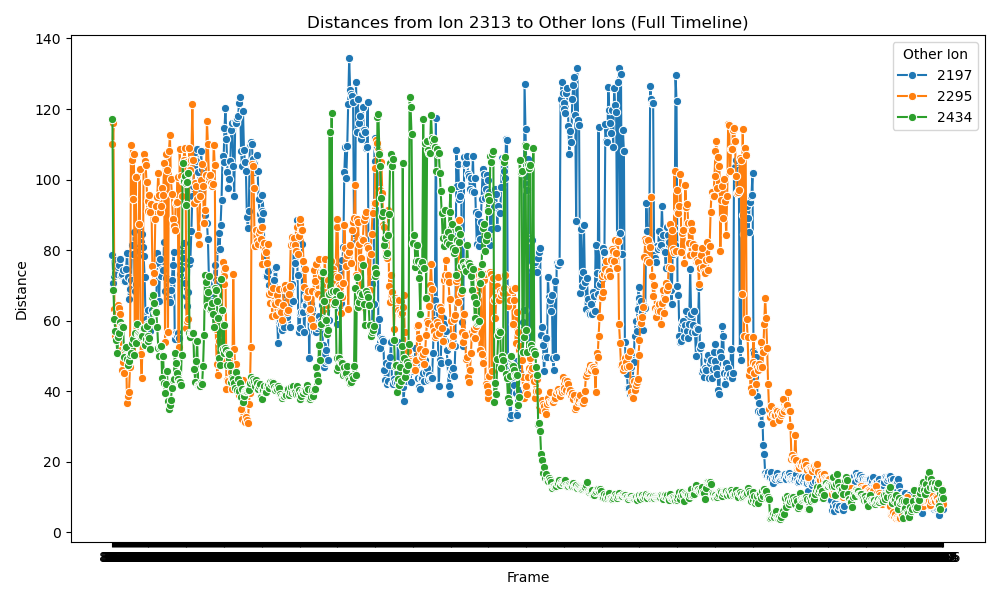 Distances from Ion 2313 to Other Ions (Full Timeline)
Distance
140
120
100
80
60
40
20
0
Other Ion
2197
2295
2434
Frame